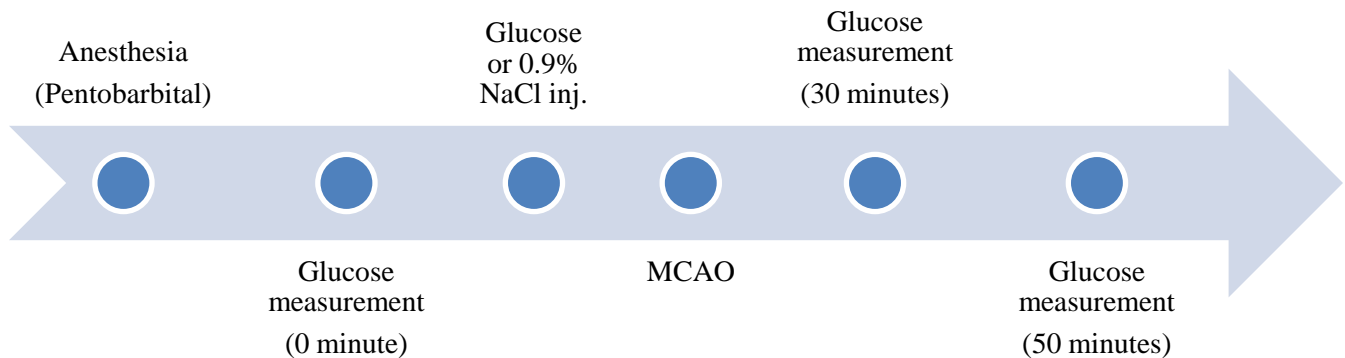 Anesthesia
(Pentobarbital)
Glucose
measurement
(0 minute)
Glucose
or 0.9%
NaCl inj.
MCAO
Glucose
measurement
(30 minutes)
Glucose
measurement
(50 minutes)